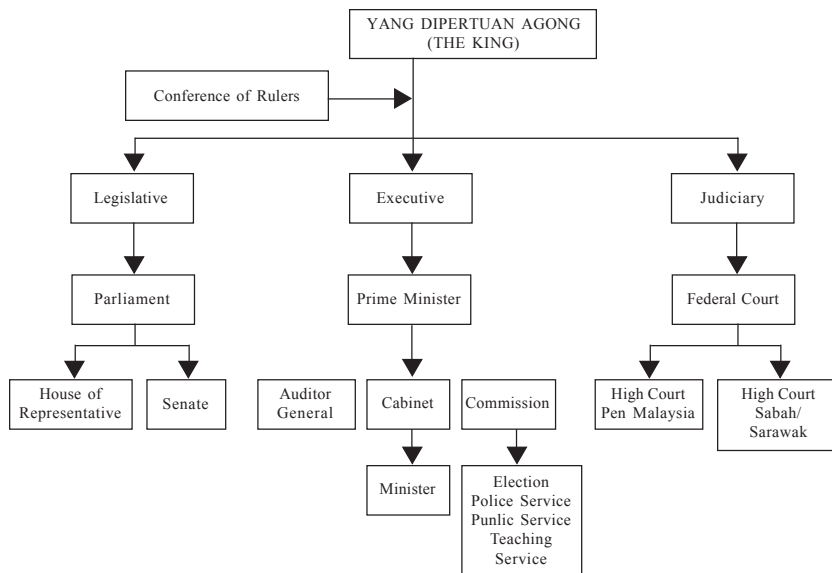 YANG DIPERTUAN AGONG
(THE KING)
Conference of Rulers
Legislative
Executive
Judiciary
Parliament
Prime Minister
Federal Court
House of
Representative
Senate
Auditor
General
Cabinet
Commission
High Court
Pen Malaysia
High Court
Sabah/
Sarawak
Minister
Election
Police Service
Punlic Service
Teaching
Service